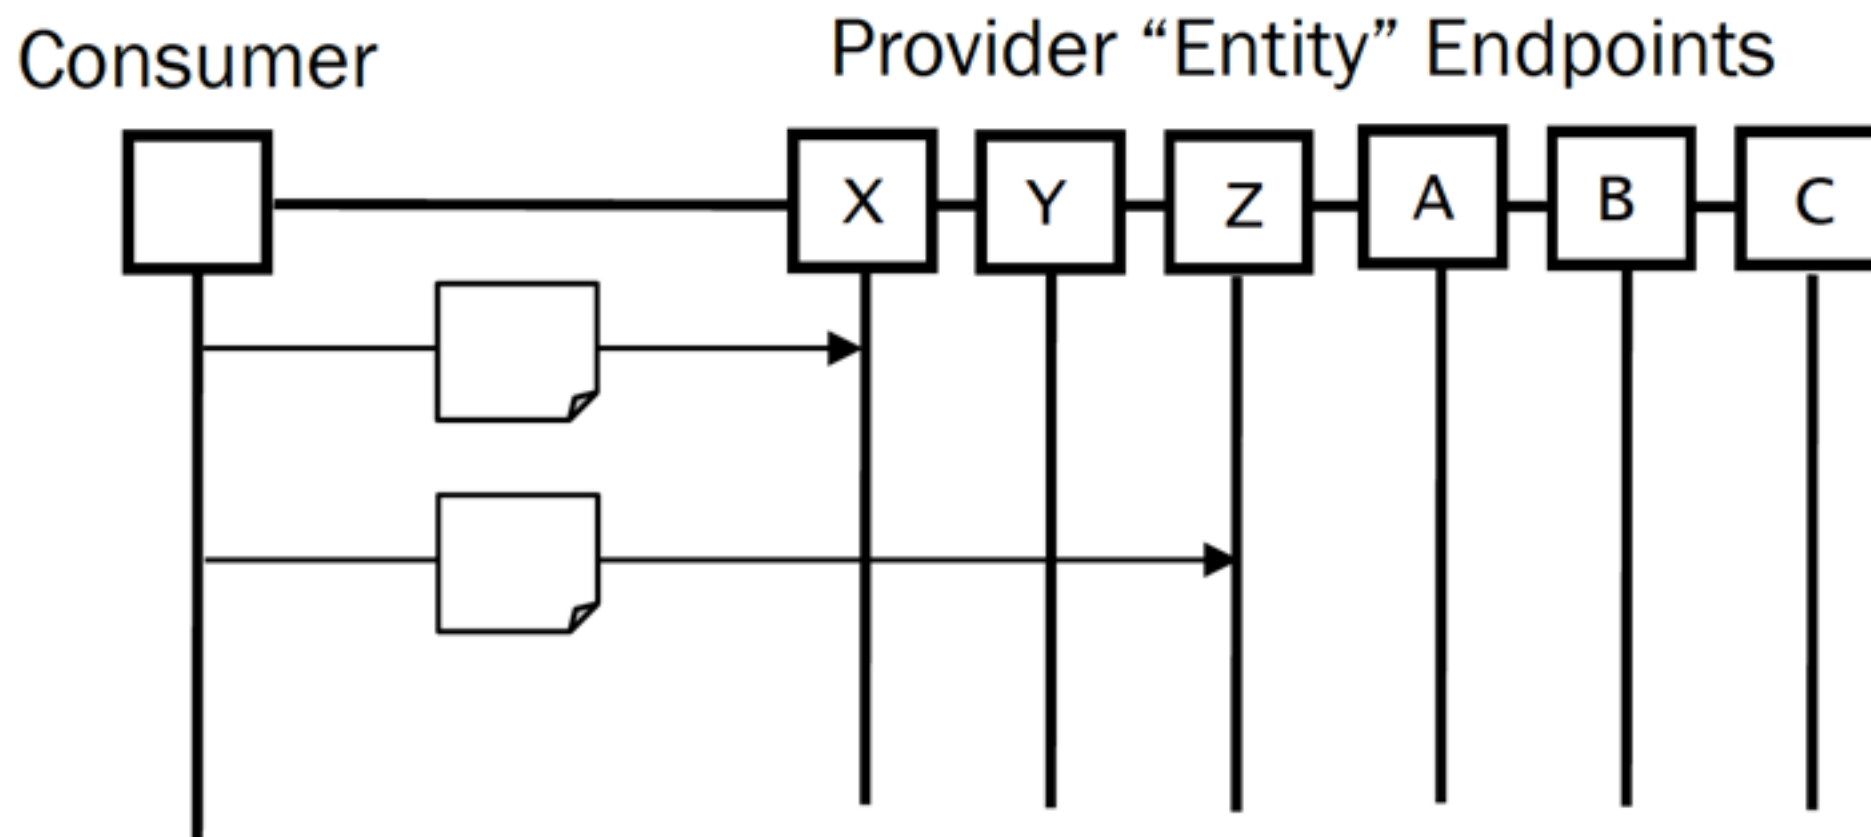 Consumer
Provider “Entity” Endpoints
X Y Z A B C